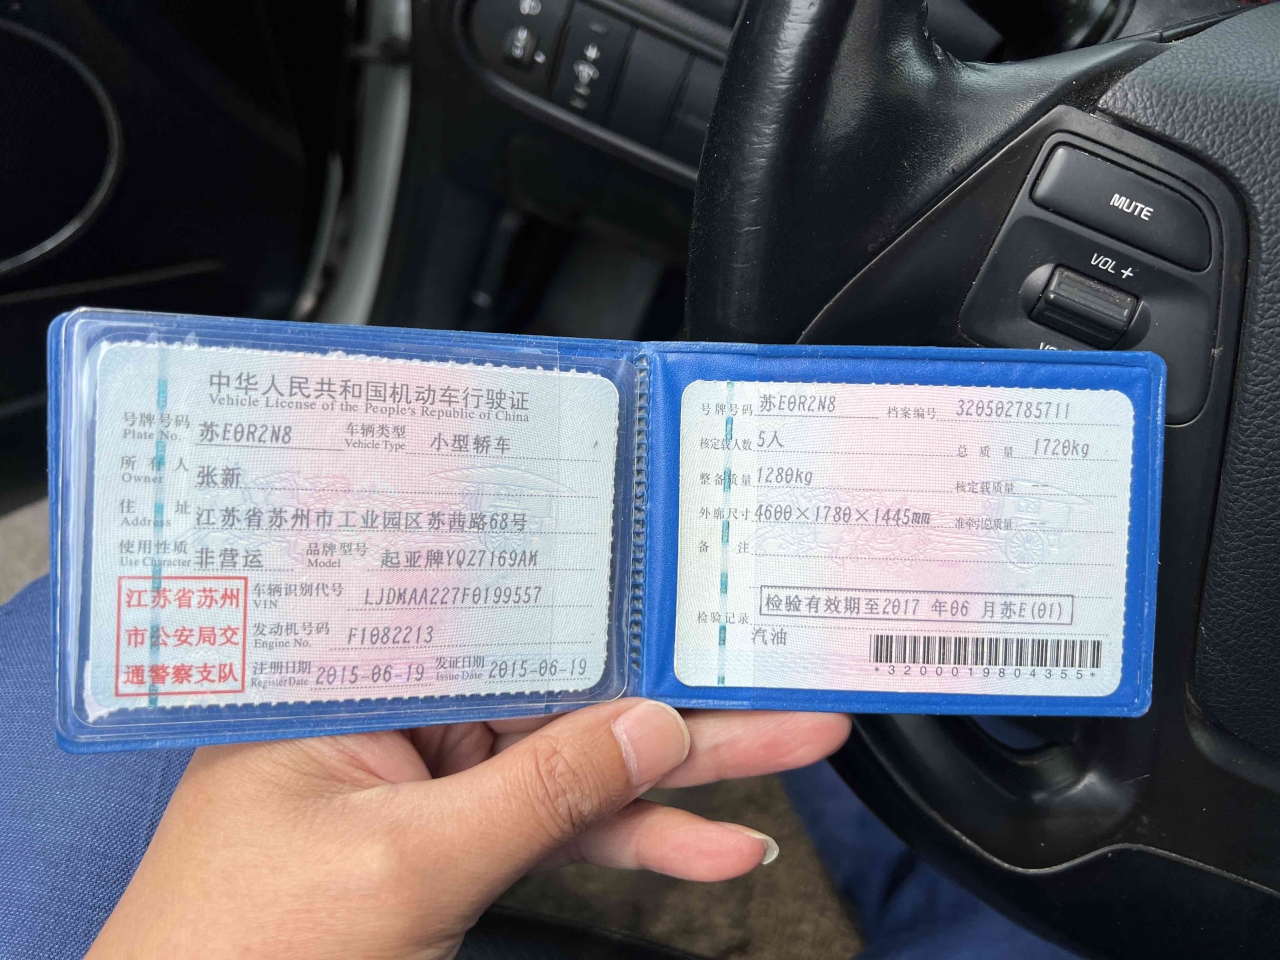 MUTE
VOL +
中华人民共和国机动车行驶证
Vehicle License of the People's Republic of China
号牌号码 苏E0R2N8 车辆类型 小型轿车
Plate No. Vehicle Type
所有人 张新
Owner
住址 江苏省苏州市工业园区苏茜路68号
Address
使用性质 非营运 品牌型号 起亚牌YQZ7169AM
Use Character Model
江苏省苏州
市公安局交
通警察支队
车辆识别代号 LJDMAA227F0199557
VIN
发动机号码 F1082213
Engine No.
注册日期 2015-06-19 发证日期 2015-06-19
Register Date Issue Date
号牌号码 苏E0R2N8 档案编号 320502785711
核定载人数 5人 总质量 1720kg
整备质量 1280kg 核定载质量 --
外廓尺寸 4600×1780×1445mm 准牵引总质量 --
备注
检验有效期至2017 年06 月苏E(01)
检验记录
汽油
*3200019804355*